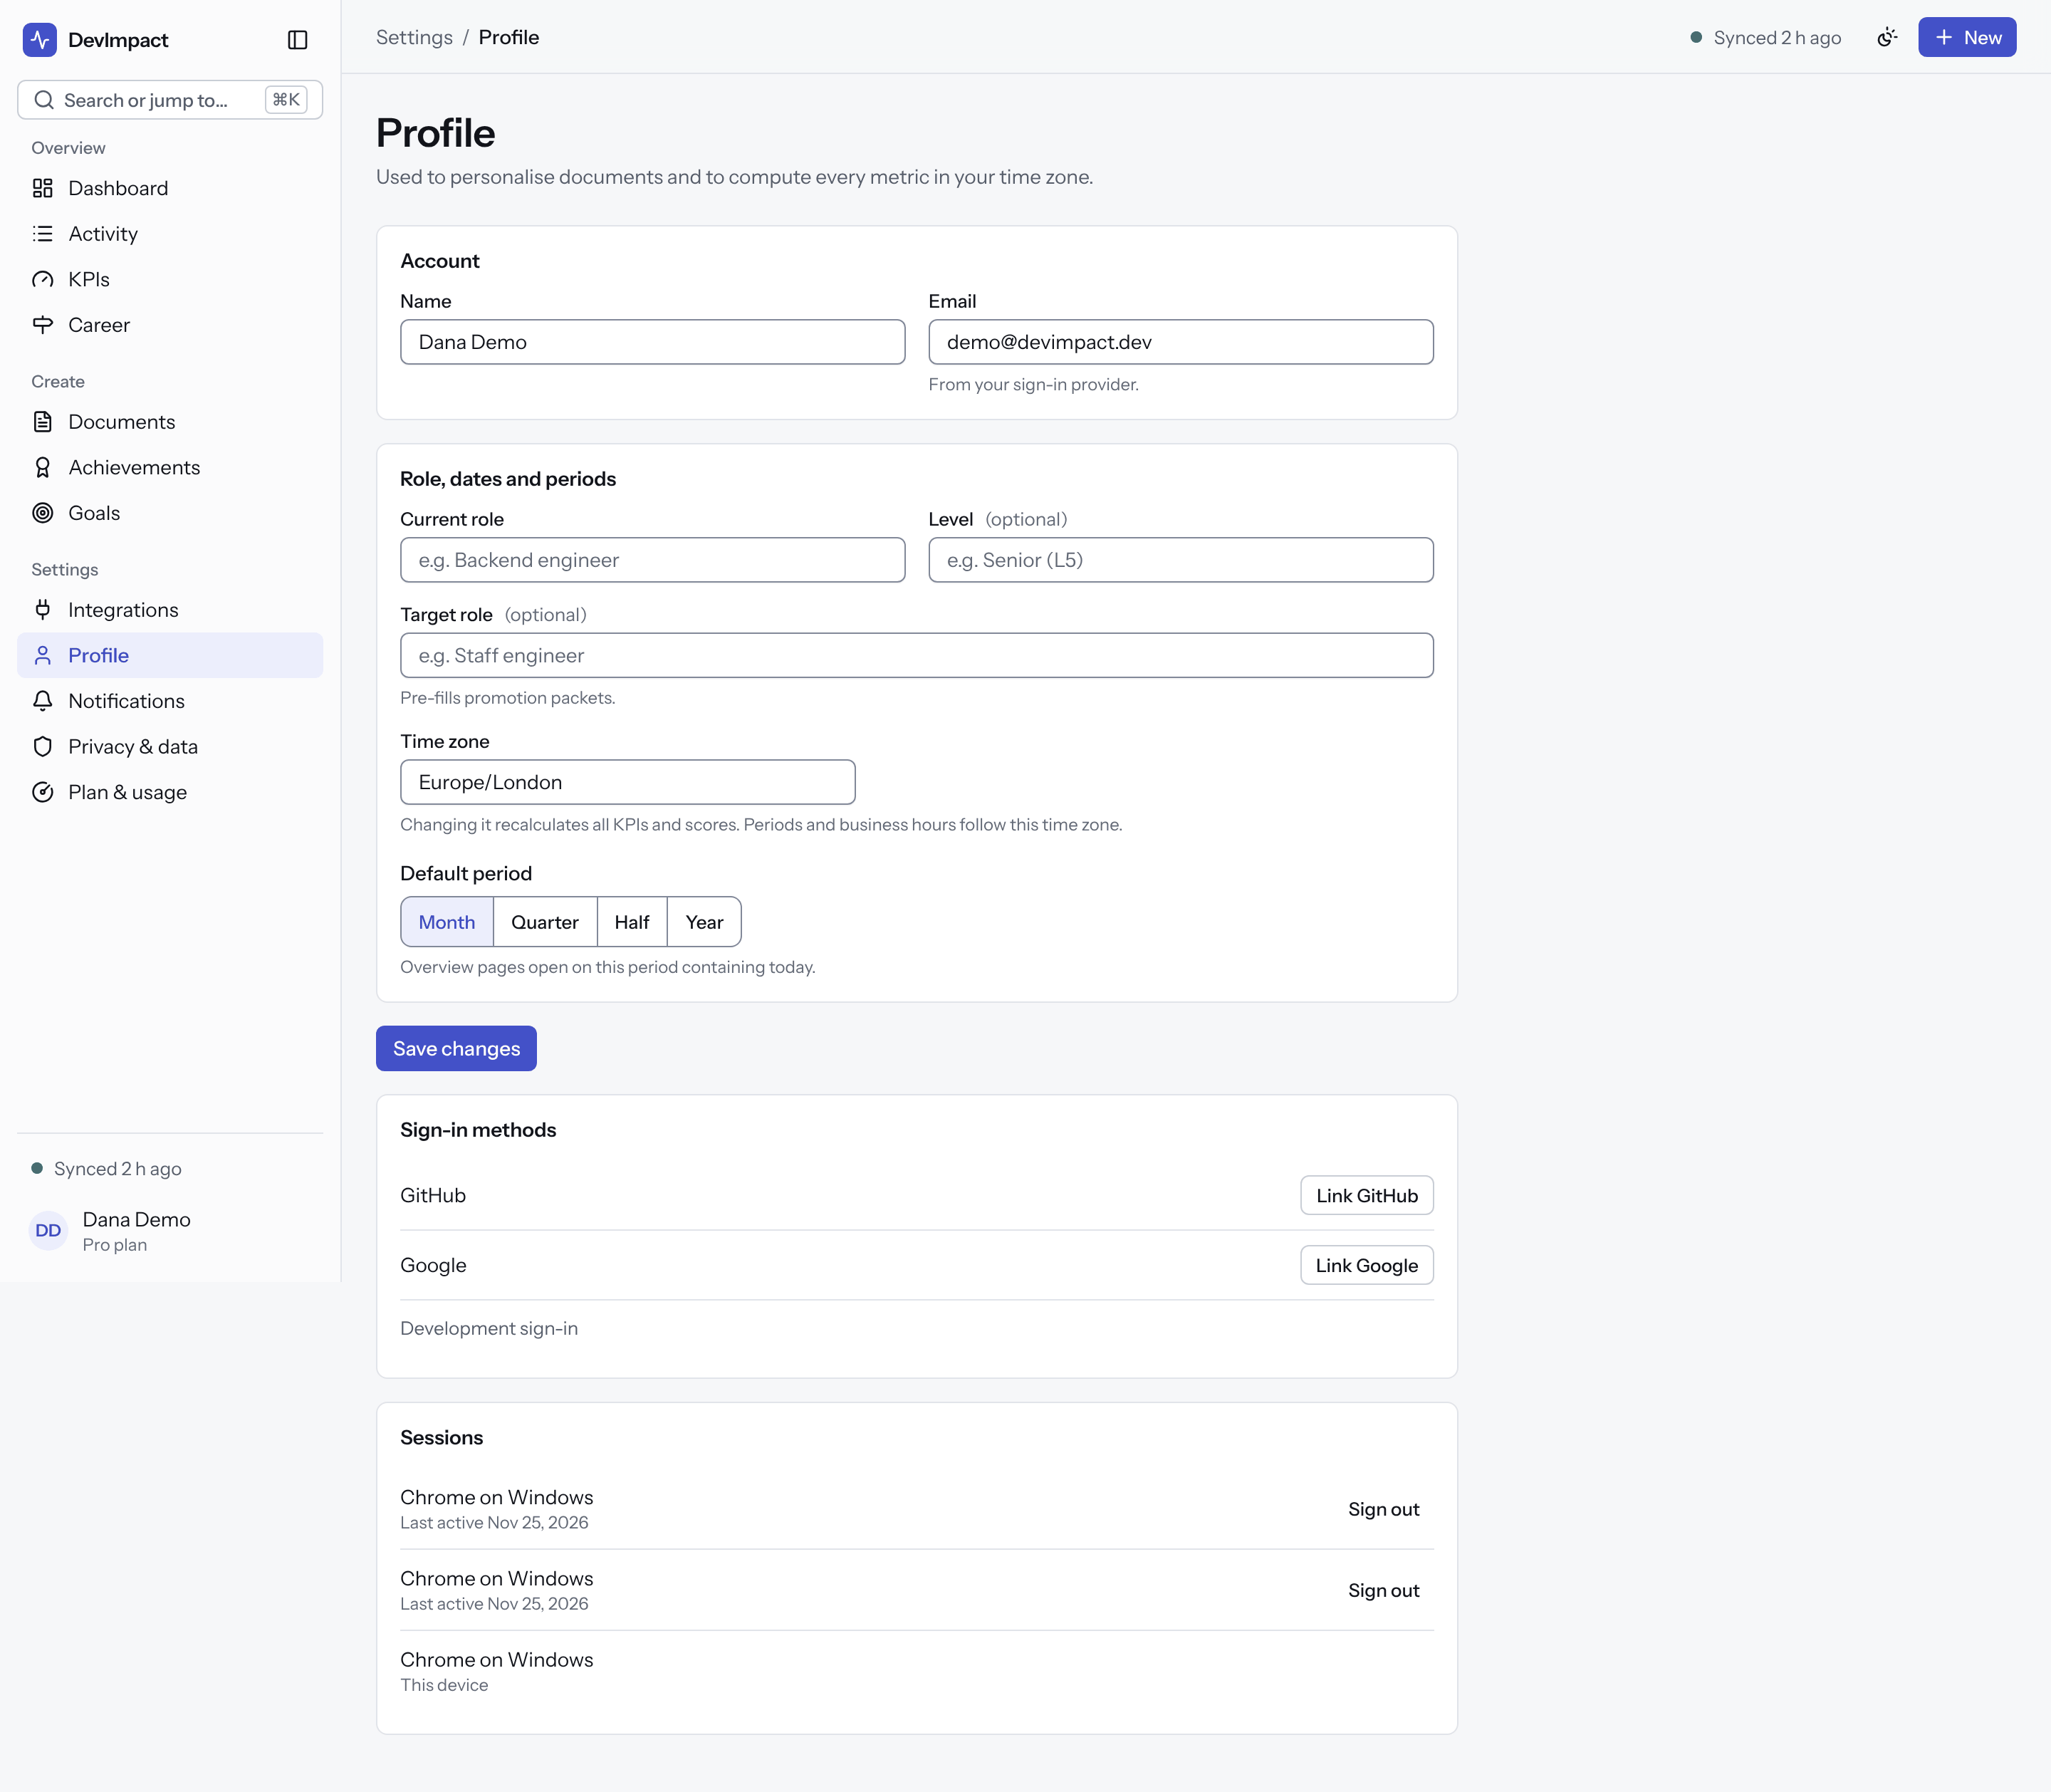 DevImpact
Search or jump to... ⌘K
Overview
Dashboard
Activity
KPIs
Career
Create
Documents
Achievements
Goals
Settings
Integrations
Profile
Notifications
Privacy & data
Plan & usage
Synced 2 h ago
DD
Dana Demo
Pro plan
Settings / Profile
Synced 2 h ago
New
Profile
Used to personalise documents and to compute every metric in your time zone.
Account
Name
Dana Demo
Email
demo@devimpact.dev
From your sign-in provider.
Role, dates and periods
Current role
e.g. Backend engineer
Level (optional)
e.g. Senior (L5)
Target role (optional)
e.g. Staff engineer
Pre-fills promotion packets.
Time zone
Europe/London
Changing it recalculates all KPIs and scores. Periods and business hours follow this time zone.
Default period
Month Quarter Half Year
Overview pages open on this period containing today.
Save changes
Sign-in methods
GitHub Link GitHub
Google Link Google
Development sign-in
Sessions
Chrome on Windows
Last active Nov 25, 2026
Sign out
Chrome on Windows
Last active Nov 25, 2026
Sign out
Chrome on Windows
This device